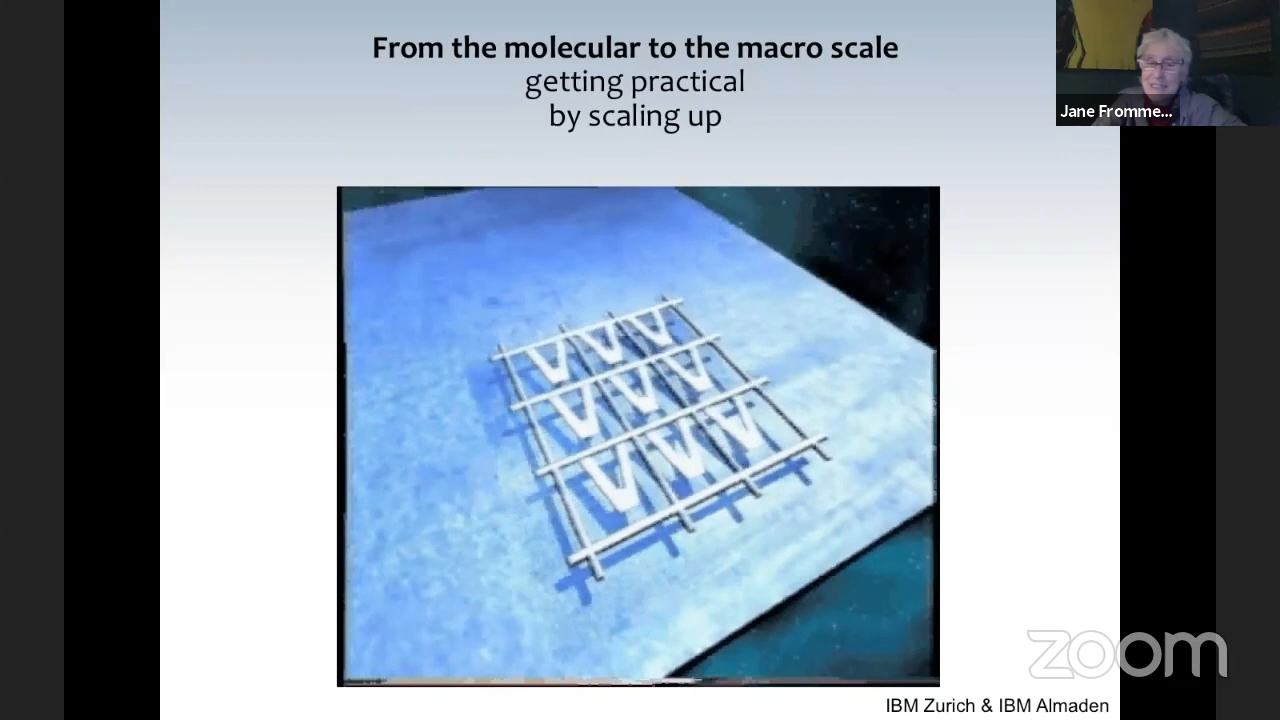 From the molecular to the macro scale
getting practical
by scaling up
Jane Fromme...
zoom
IBM Zurich & IBM Almaden